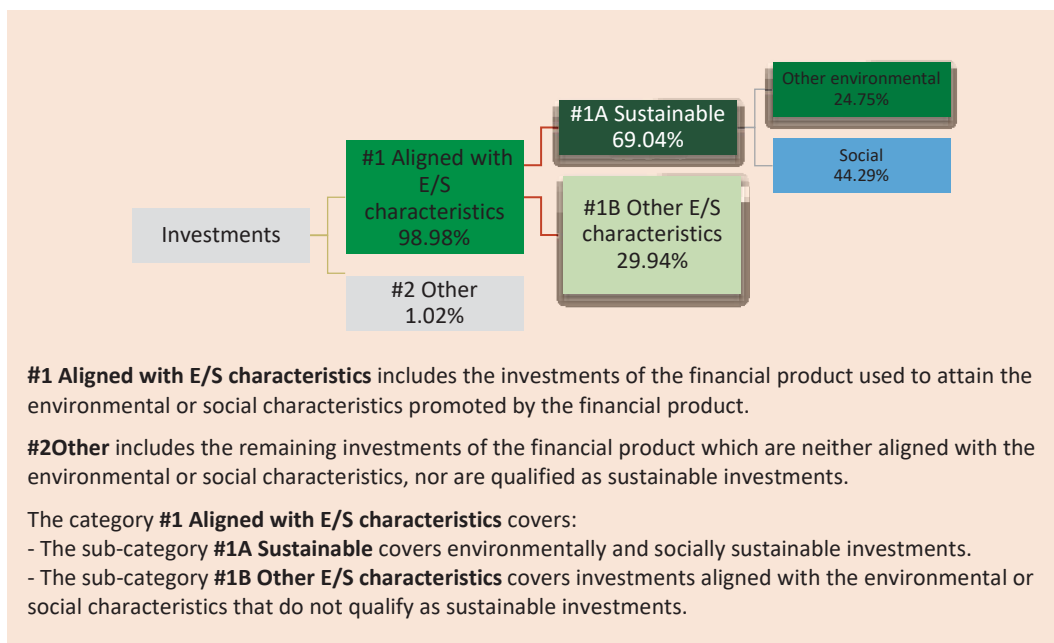 Investments
#1 Aligned with
E/S
characteristics
98.98%
#2 Other
1.02%
#1A Sustainable
69.04%
#1B Other E/S
characteristics
29.94%
Other environmental
24.75%
Social
44.29%
#1 Aligned with E/S characteristics includes the investments of the financial product used to attain the
environmental or social characteristics promoted by the financial product.
#2Other includes the remaining investments of the financial product which are neither aligned with the
environmental or social characteristics, nor are qualified as sustainable investments.
The category #1 Aligned with E/S characteristics covers:
- The sub-category #1A Sustainable covers environmentally and socially sustainable investments.
- The sub-category #1B Other E/S characteristics covers investments aligned with the environmental or
social characteristics that do not qualify as sustainable investments.